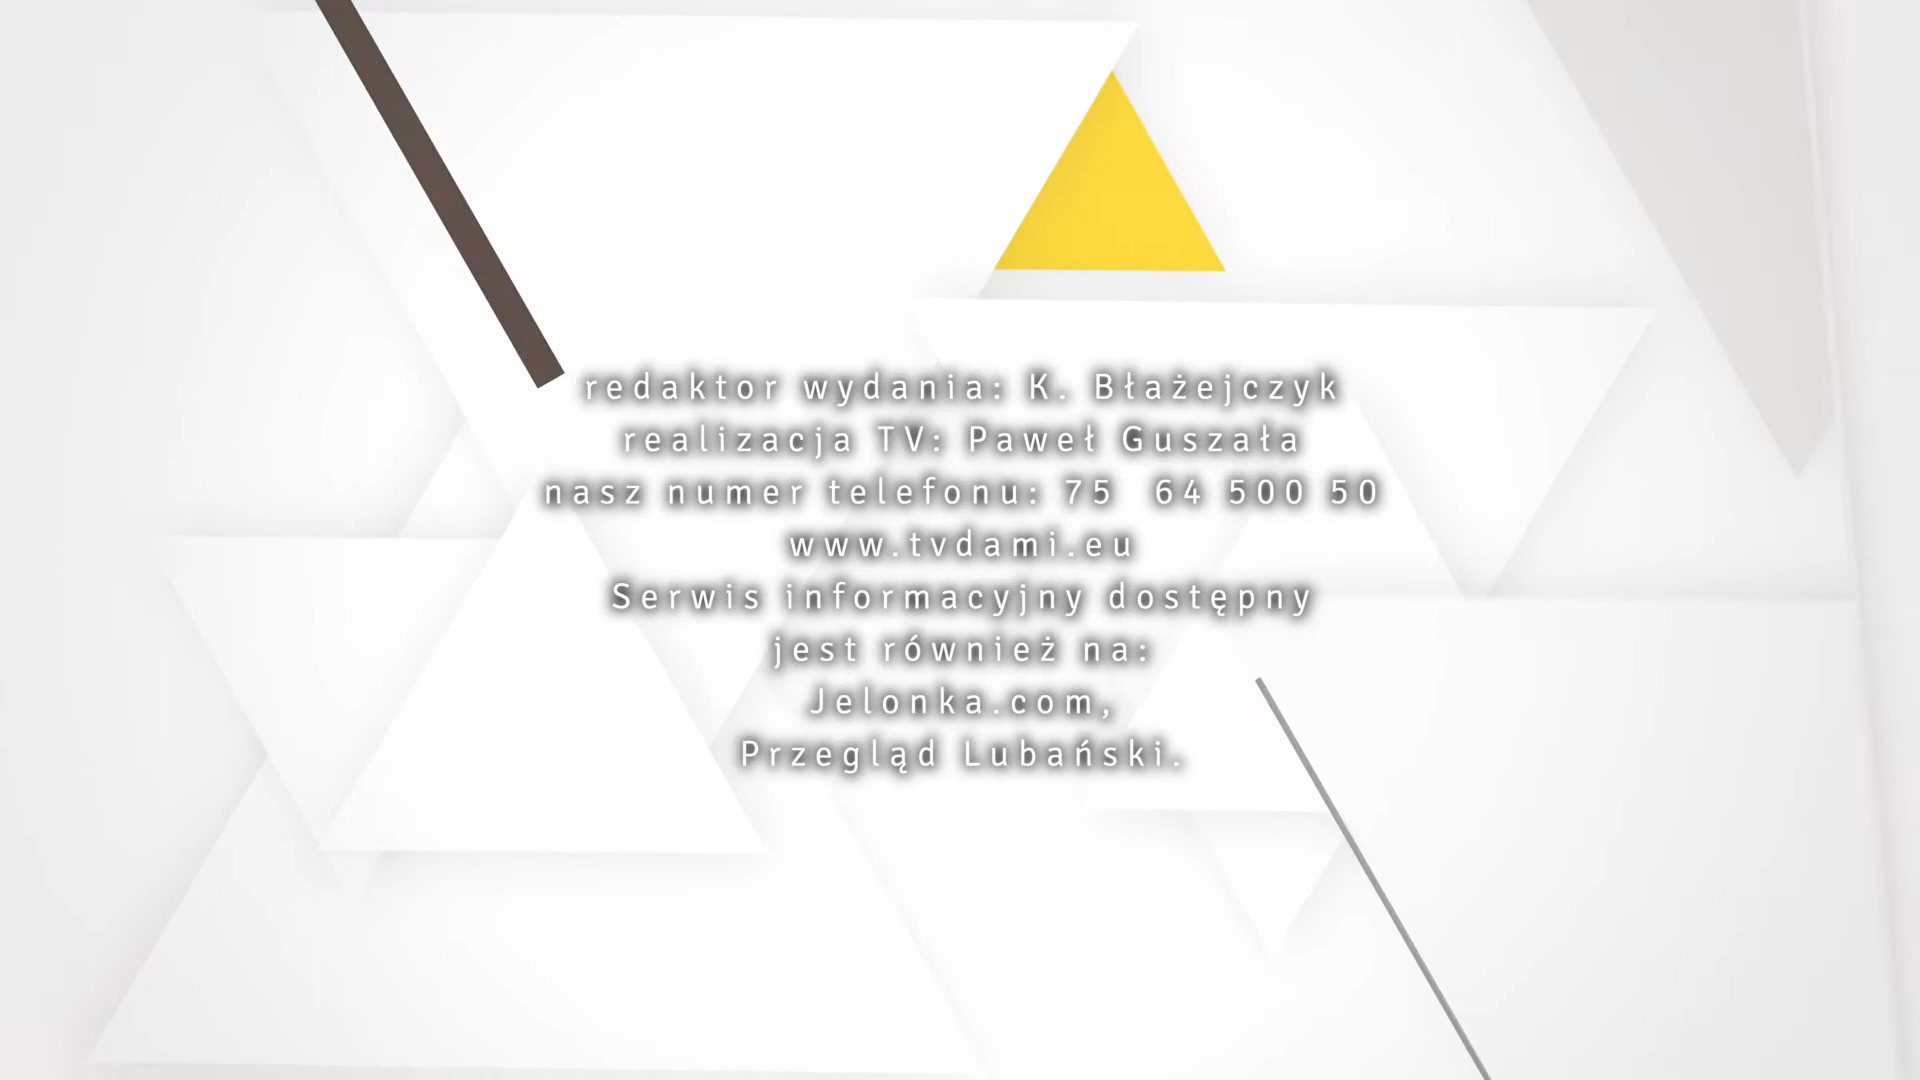 redaktor wydania: K. Błażejczyk
realizacja TV: Paweł Guszała
nasz numer telefonu: 75  64 500 50
www.tvdami.eu
Serwis informacyjny dostępny
jest również na:
Jelonka.com,
Przegląd Lubański.